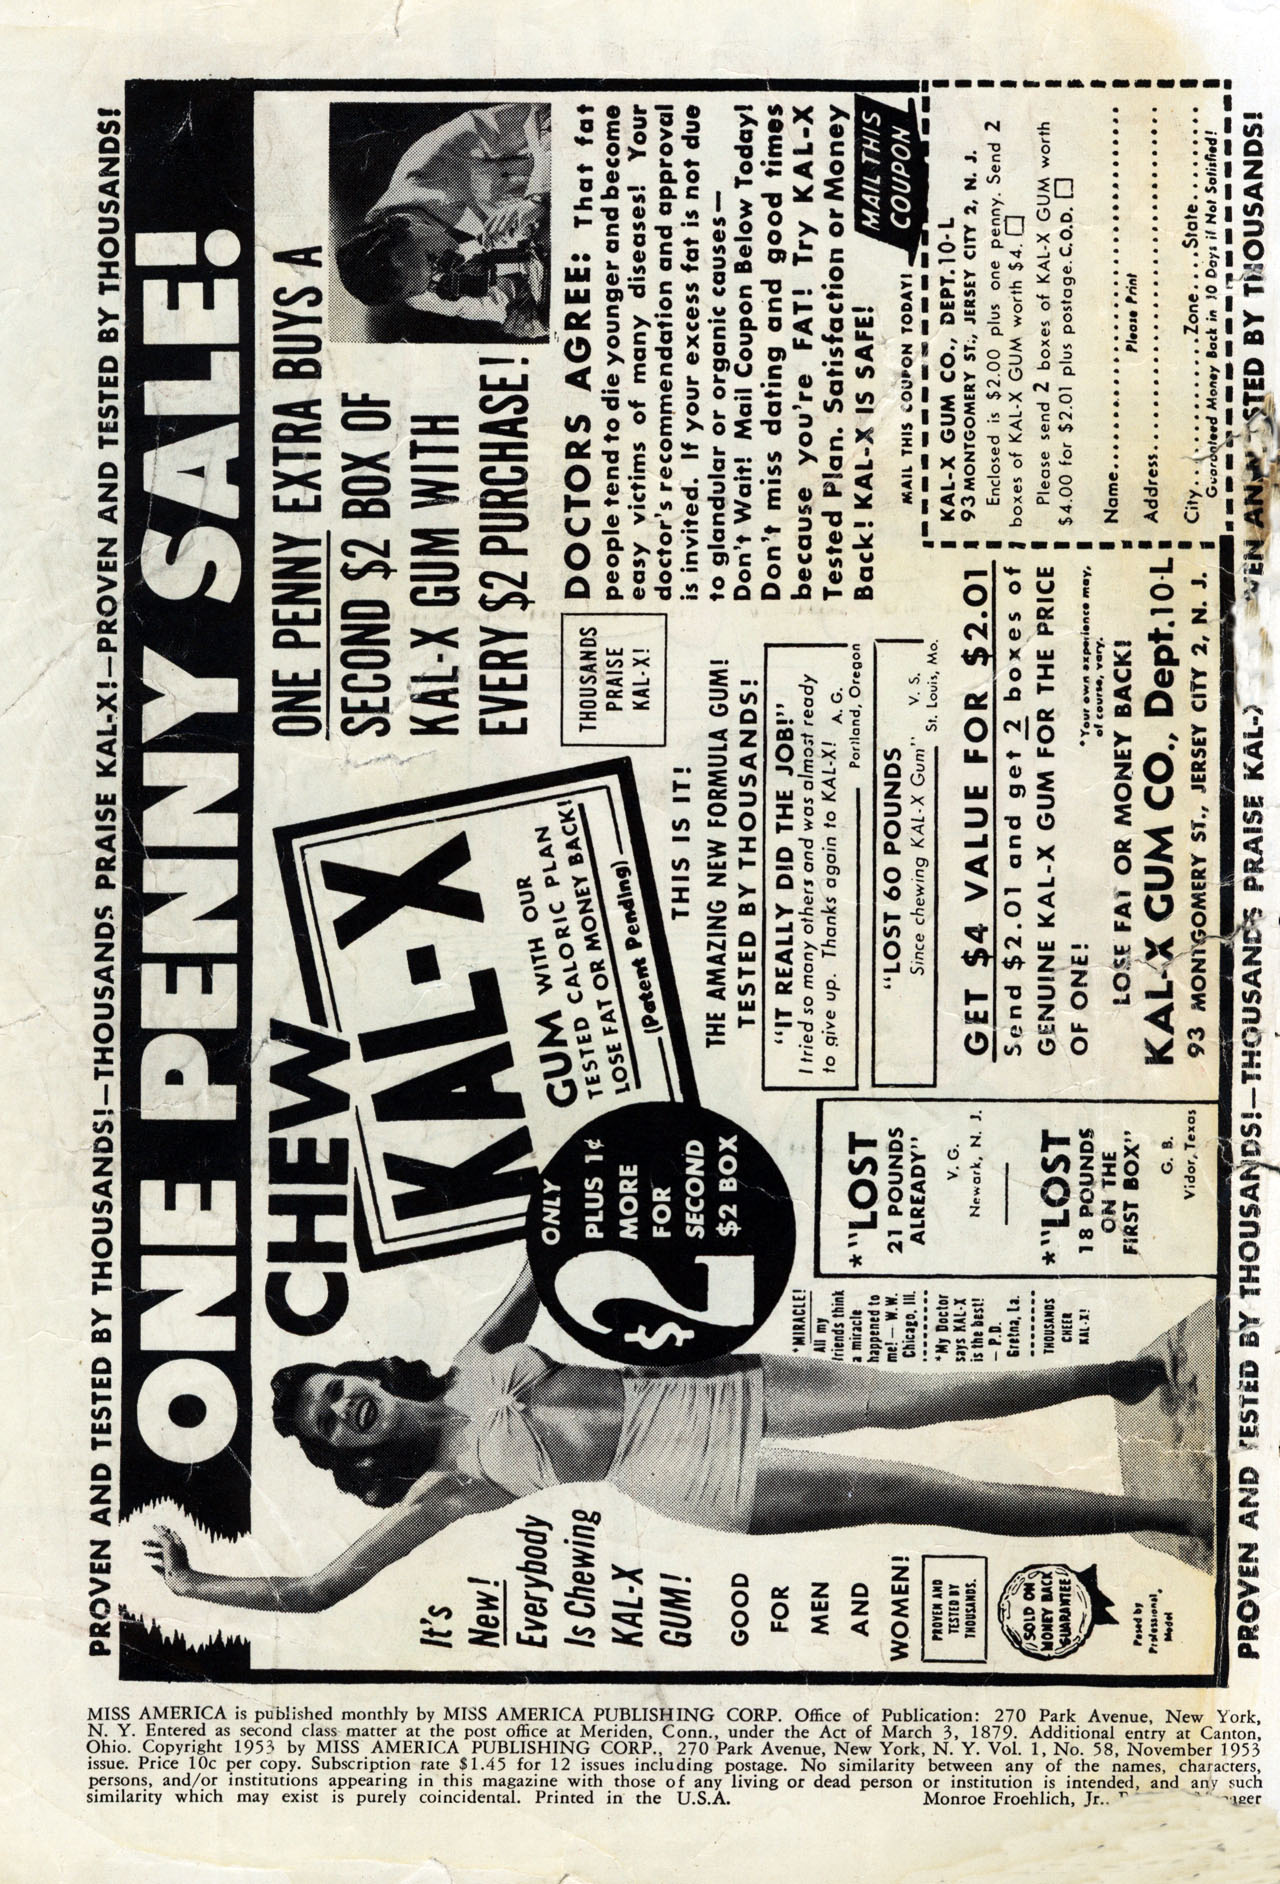 PROVEN AND TESTED BY THOUSANDS!—THOUSANDS PRAISE KAL-X!—PROVEN AND TESTED BY THOUSANDS!
ONE PENNY SALE!
CHEW
KAL-X
GUM WITH OUR
TESTED CALORIC PLAN
LOSE FAT OR MONEY BACK!
(Patent Pending)
ONE PENNY EXTRA BUYS A
SECOND $2 BOX OF
KAL-X GUM WITH
EVERY $2 PURCHASE!
It's
New!
Everybody
Is Chewing
KAL-X
GUM!
GOOD
FOR
MEN
AND
WOMEN!
PROVEN AND
TESTED BY
THOUSANDS.
SOLD ON
MONEY BACK
GUARANTEE
Posed by
Professional
Model
ONLY
$2
PLUS 1¢
MORE
FOR
SECOND
$2 BOX
*MIRACLE!
All my
friends think
a miracle
happened to
me!—W.W.
Chicago, Ill.
*My Doctor
says KAL-X
is the best!
—P.D.
Gretna, La.
THOUSANDS
CHEER
KAL-X!
*"LOST
21 POUNDS
ALREADY"
V. G.
Newark, N. J.
*"LOST
18 POUNDS
ON THE
FIRST BOX"
G. B.
Vidor, Texas
THIS IS IT!
THE AMAZING NEW FORMULA GUM!
TESTED BY THOUSANDS!
THOUSANDS
PRAISE
KAL-X!
"IT REALLY DID THE JOB!"
I tried so many others and was almost ready
to give up. Thanks again to KAL-X! A. G.
Portland, Oregon
"LOST 60 POUNDS
Since chewing KAL-X Gum" V. S.
St. Louis, Mo.
GET $4 VALUE FOR $2.01
Send $2.01 and get 2 boxes of
GENUINE KAL-X GUM FOR THE PRICE
OF ONE!
*Your own experience may,
of course, vary.
LOSE FAT OR MONEY BACK!
KAL-X GUM CO., Dept.10-L
93 MONTGOMERY ST., JERSEY CITY 2, N. J.
DOCTORS AGREE: That fat
people tend to die younger and become
easy victims of many diseases! Your
doctor's recommendation and approval
is invited. If your excess fat is not due
to glandular or organic causes—
Don't Wait! Mail Coupon Below Today!
Don't miss dating and good times
because you're FAT! Try KAL-X
Tested Plan. Satisfaction or Money
Back! KAL-X IS SAFE!
MAIL THIS
COUPON
MAIL THIS COUPON TODAY!
KAL-X GUM CO., DEPT. 10-L
93 MONTGOMERY ST., JERSEY CITY 2, N. J.
Enclosed is $2.00 plus one penny. Send 2
boxes of KAL-X GUM worth $4. □
Please send 2 boxes of KAL-X GUM worth
$4.00 for $2.01 plus postage. C.O.D. □
Name
Please Print
Address
City Zone State
Guaranteed Money Back in 10 Days if Not Satisfied!
PROVEN AND TESTED BY THOUSANDS!—THOUSANDS PRAISE KAL- TESTED BY THOUSANDS!
MISS AMERICA is published monthly by MISS AMERICA PUBLISHING CORP. Office of Publication: 270 Park Avenue, New York,
N. Y. Entered as second class matter at the post office at Meriden, Conn., under the Act of March 3, 1879. Additional entry at Canton,
Ohio. Copyright 1953 by MISS AMERICA PUBLISHING CORP., 270 Park Avenue, New York, N. Y. Vol. 1, No. 58, November 1953
issue. Price 10c per copy. Subscription rate $1.45 for 12 issues including postage. No similarity between any of the names, characters,
persons, and/or institutions appearing in this magazine with those of any living or dead person or institution is intended, and any such
similarity which may exist is purely coincidental. Printed in the U.S.A. Monroe Froehlich, Jr.,